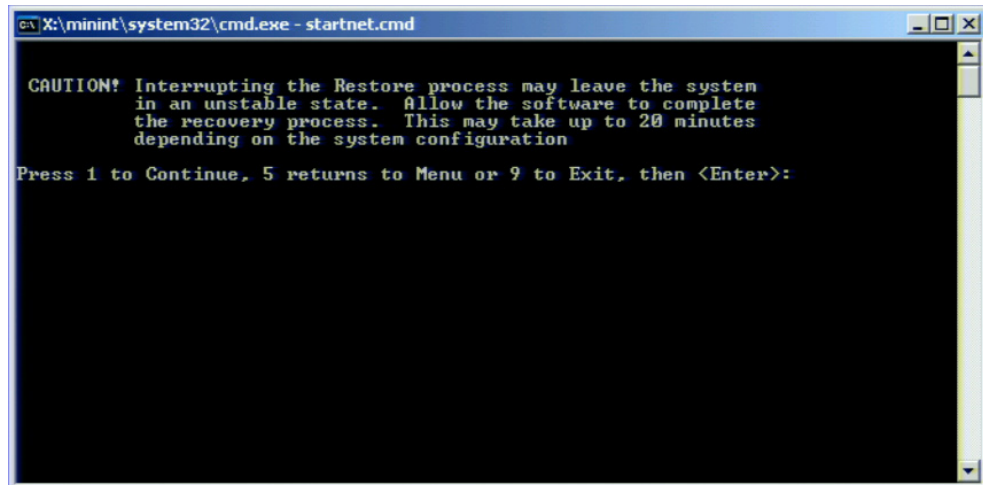 X:\minint\system32\cmd.exe - startnet.cmd
CAUTION! Interrupting the Restore process may leave the system
in an unstable state. Allow the software to complete
the recovery process. This may take up to 20 minutes
depending on the system configuration
Press 1 to Continue, 5 returns to Menu or 9 to Exit, then <Enter>: